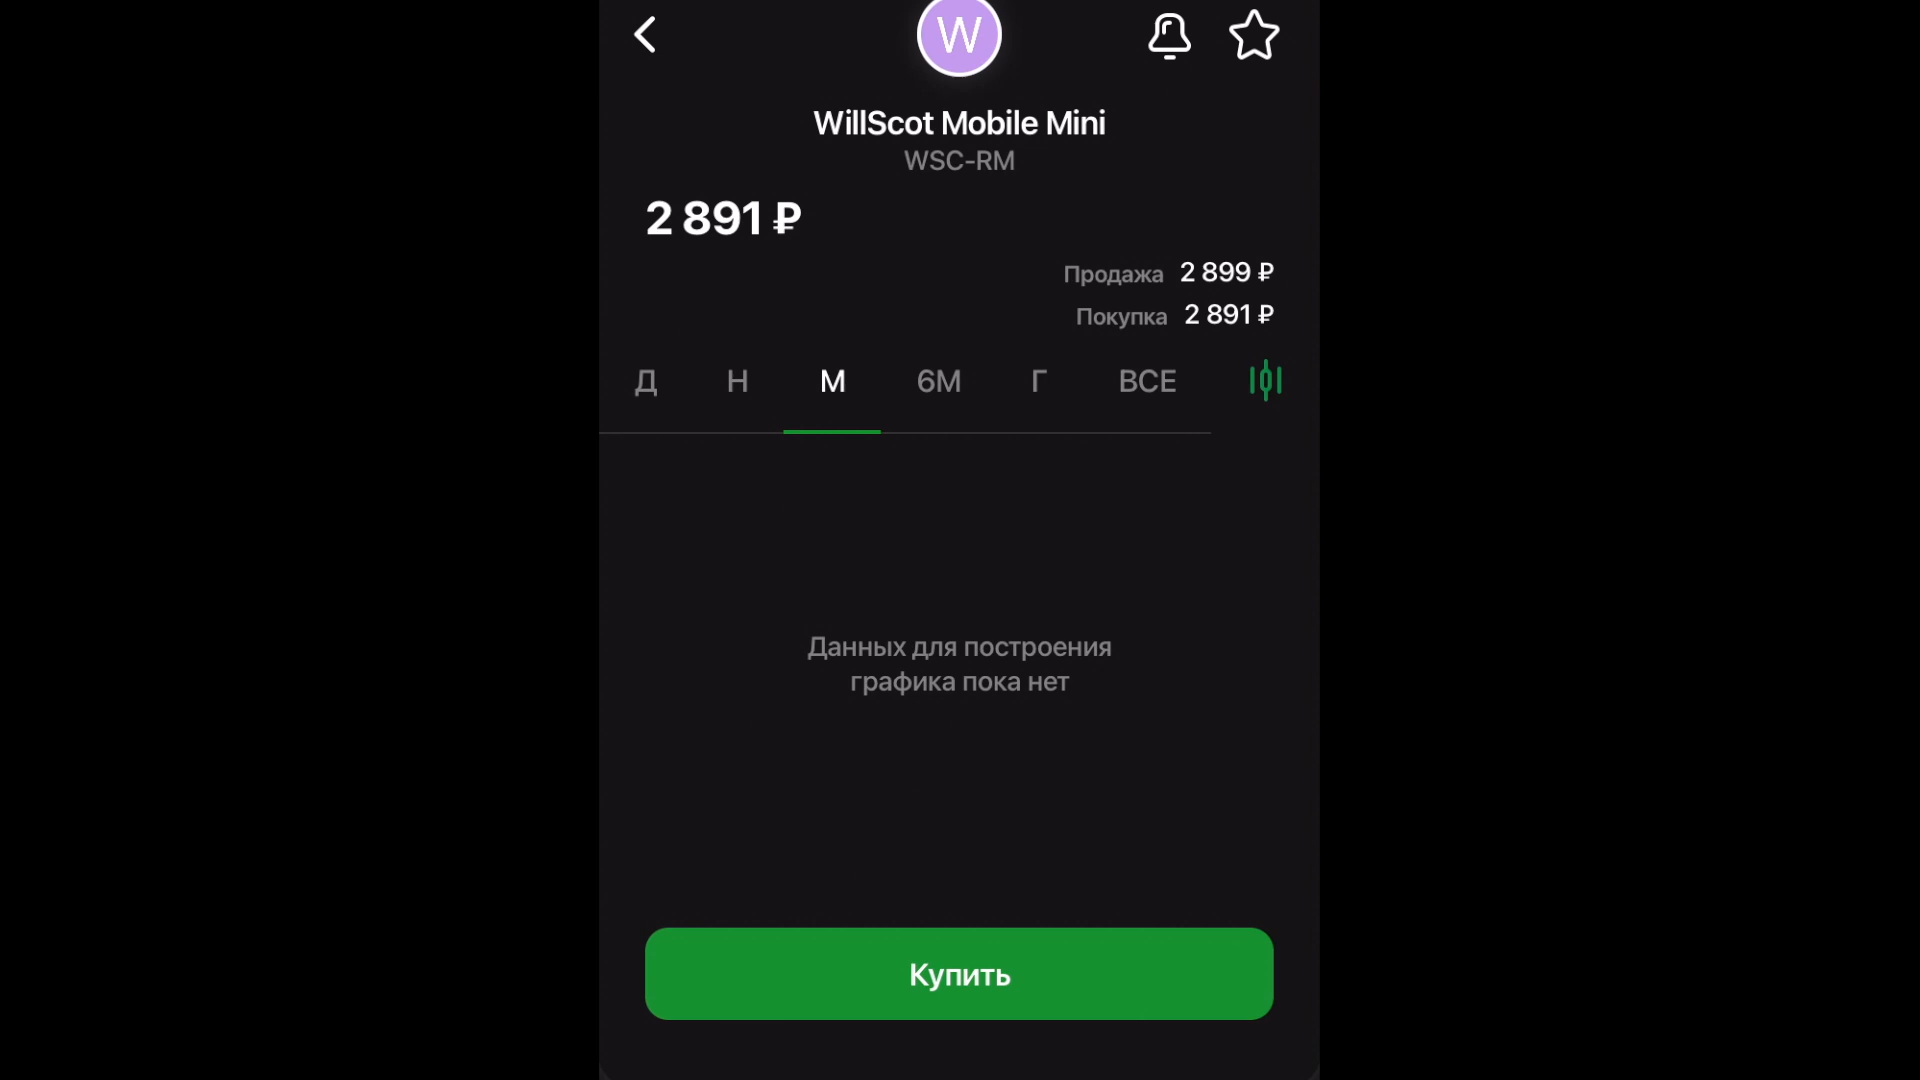 W
WillScot Mobile Mini
WSC-RM
2 891 ₽
Продажа 2 899 ₽
Покупка 2 891 ₽
Д Н М 6М Г ВСЕ
Данных для построения
графика пока нет
Купить